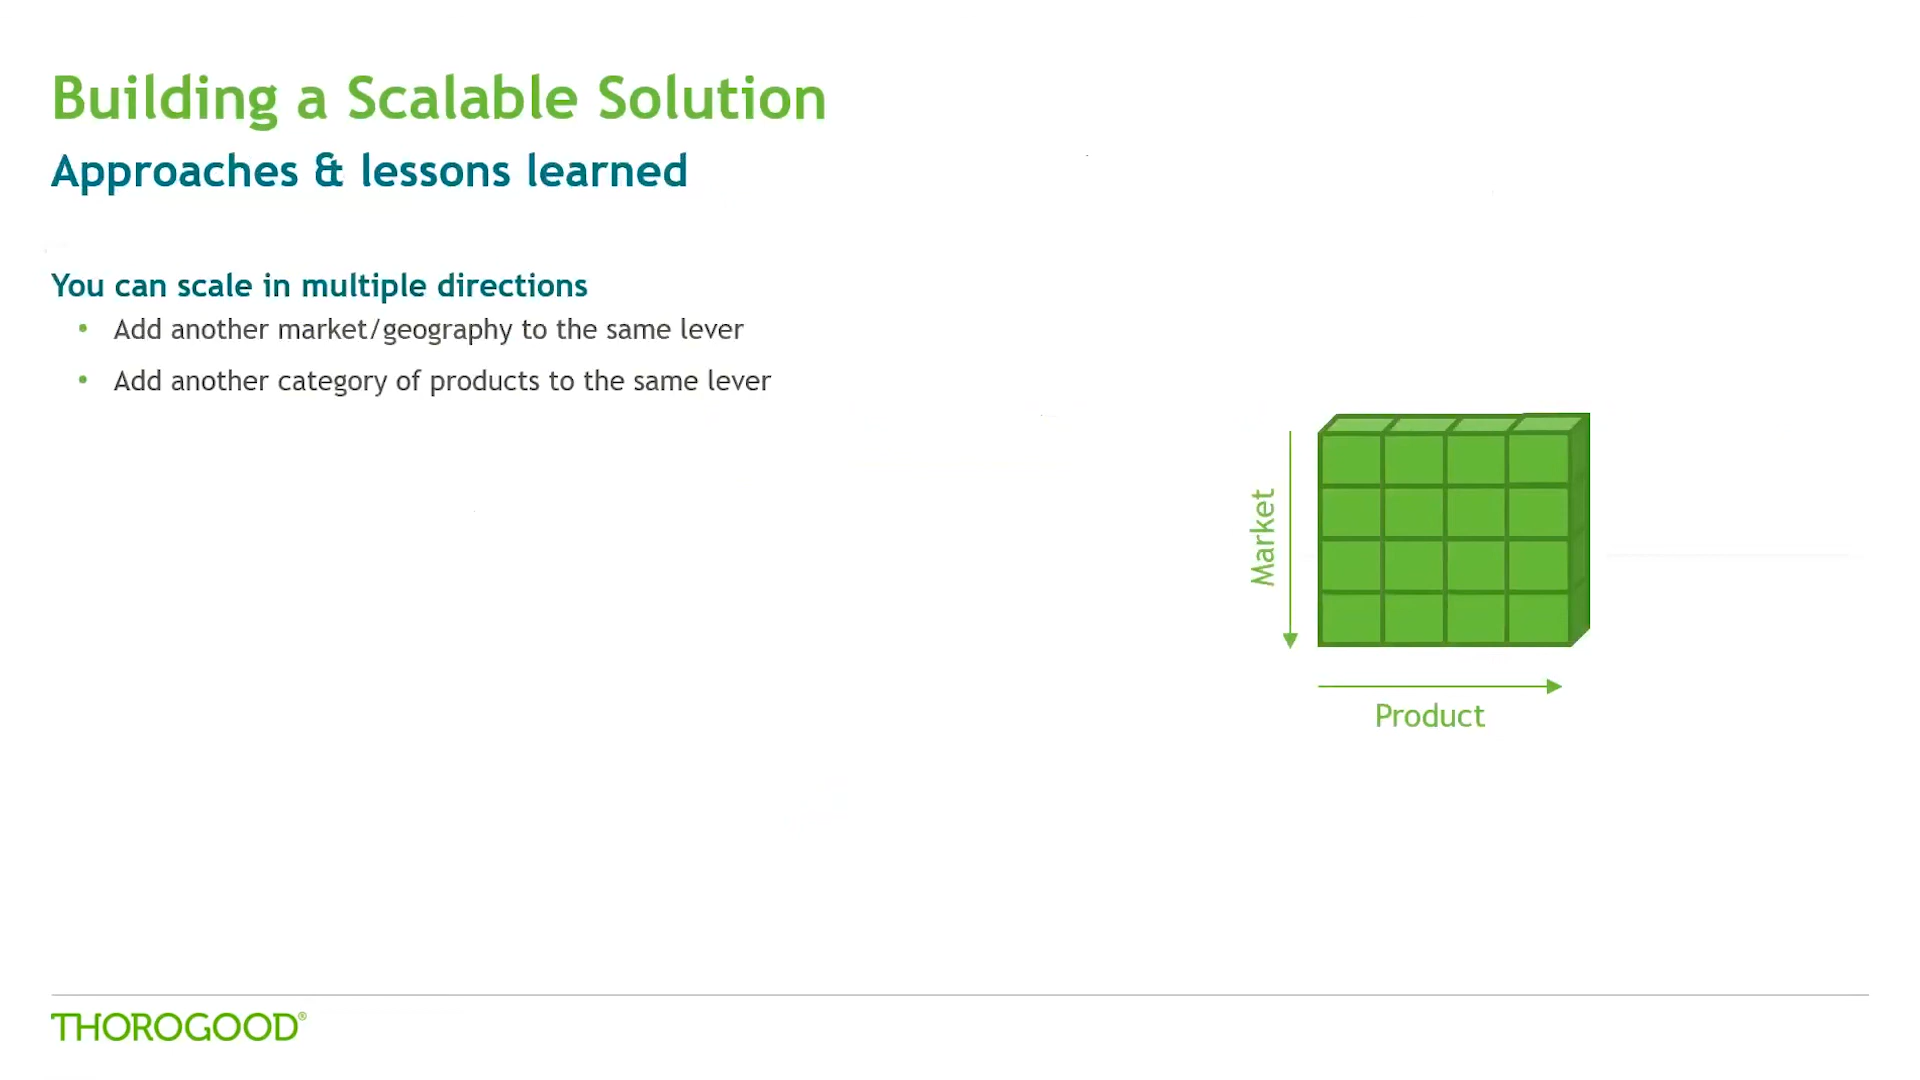 Building a Scalable Solution
Approaches & lessons learned
You can scale in multiple directions
• Add another market/geography to the same lever
• Add another category of products to the same lever
Market
Product
THOROGOOD®